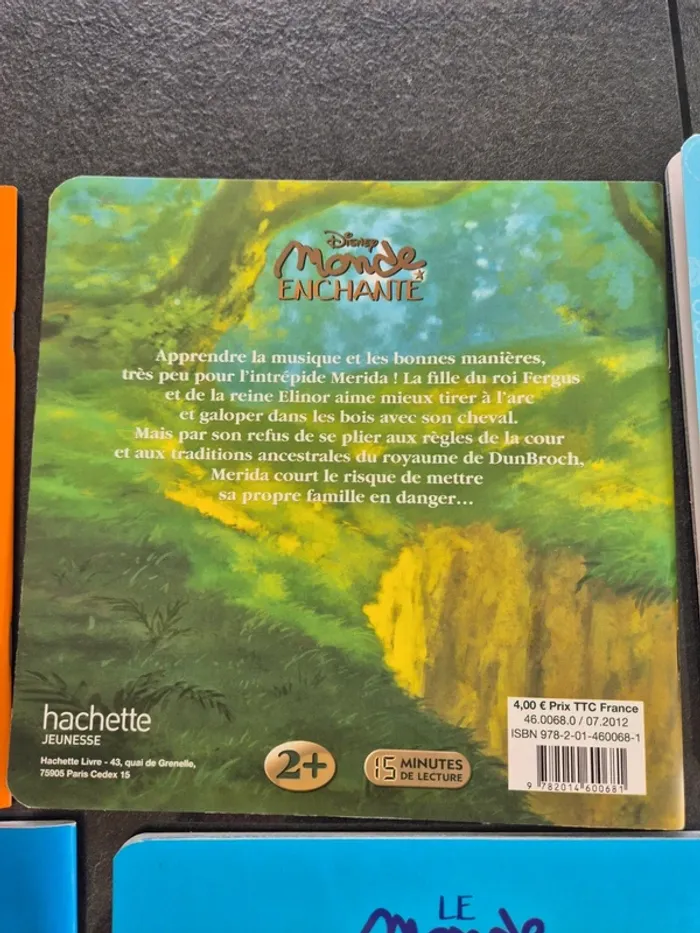 Disney
Monde
ENCHANTÉ
Apprendre la musique et les bonnes manières,
très peu pour l'intrépide Merida ! La fille du roi Fergus
et de la reine Elinor aime mieux tirer à l'arc
et galoper dans les bois avec son cheval.
Mais par son refus de se plier aux règles de la cour
et aux traditions ancestrales du royaume de DunBroch,
Merida court le risque de mettre
sa propre famille en danger...
hachette
JEUNESSE
Hachette Livre - 43, quai de Grenelle,
75905 Paris Cedex 15
2+
15 MINUTES
DE LECTURE
4,00 € Prix TTC France
46.0068.0 / 07.2012
ISBN 978-2-01-460068-1
9 782014 600681
LE
Monde